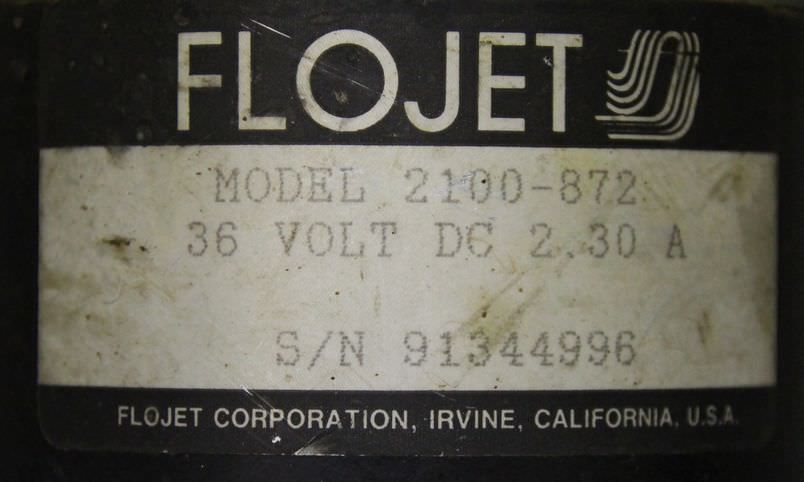 FLOJET
MODEL 2100-872
36 VOLT DC 2.30 A
S/N 91344996
FLOJET CORPORATION, IRVINE, CALIFORNIA, U.S.A.